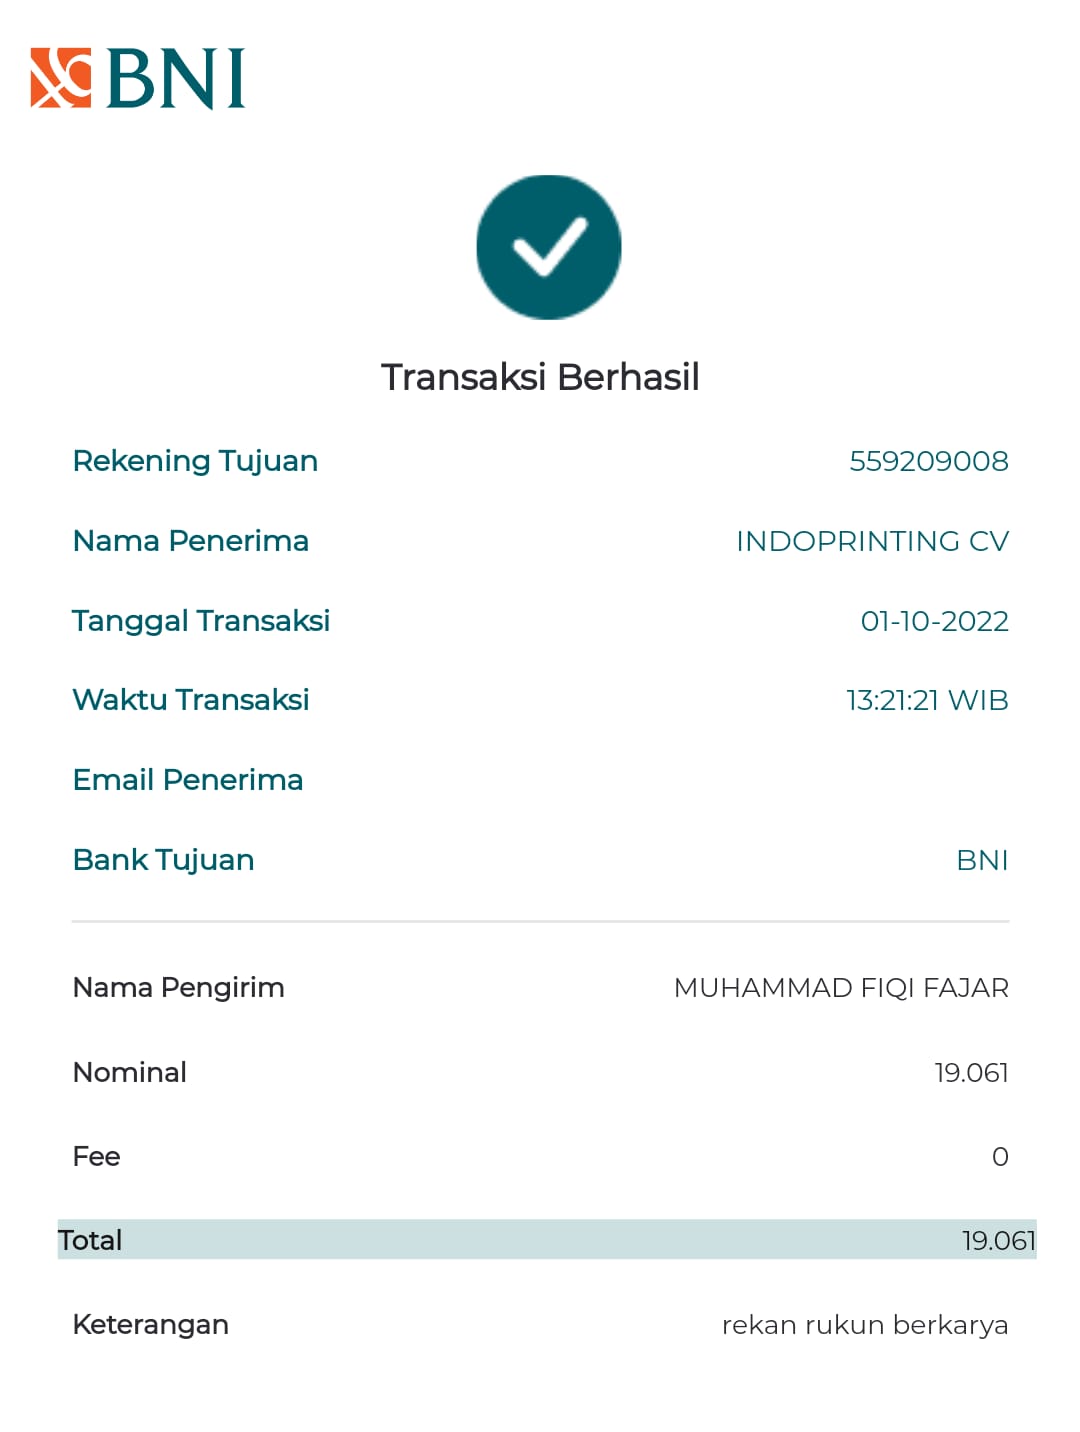 BNI
Transaksi Berhasil
Rekening Tujuan 559209008
Nama Penerima INDOPRINTING CV
Tanggal Transaksi 01-10-2022
Waktu Transaksi 13:21:21 WIB
Email Penerima
Bank Tujuan BNI
Nama Pengirim MUHAMMAD FIQI FAJAR
Nominal 19.061
Fee 0
Total 19.061
Keterangan rekan rukun berkarya